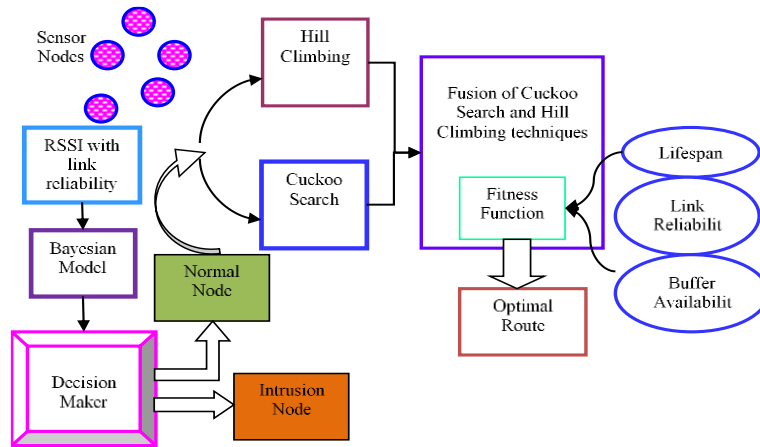 Sensor
Nodes
RSSI with
link
reliability
Bayesian
Model
Decision
Maker
Normal
Node
Intrusion
Node
Hill
Climbing
Cuckoo
Search
Fusion of Cuckoo
Search and Hill
Climbing techniques
Fitness
Function
Optimal
Route
Lifespan
Link
Reliabilit
Buffer
Availabilit